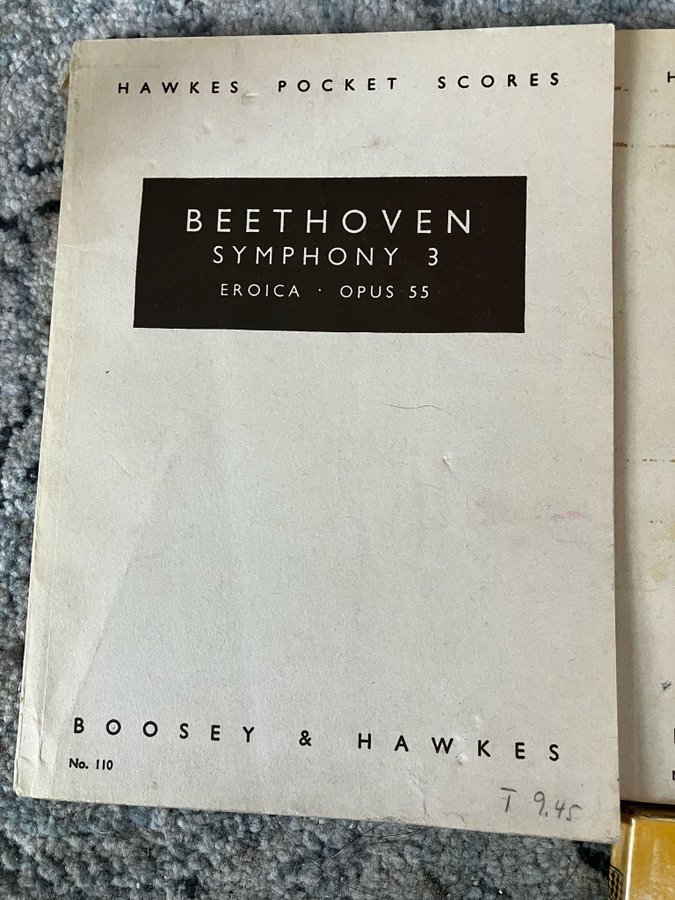 HAWKES POCKET SCORES
BEETHOVEN
SYMPHONY 3
EROICA · OPUS 55
BOOSEY & HAWKES
No. 110
T 9.45
H